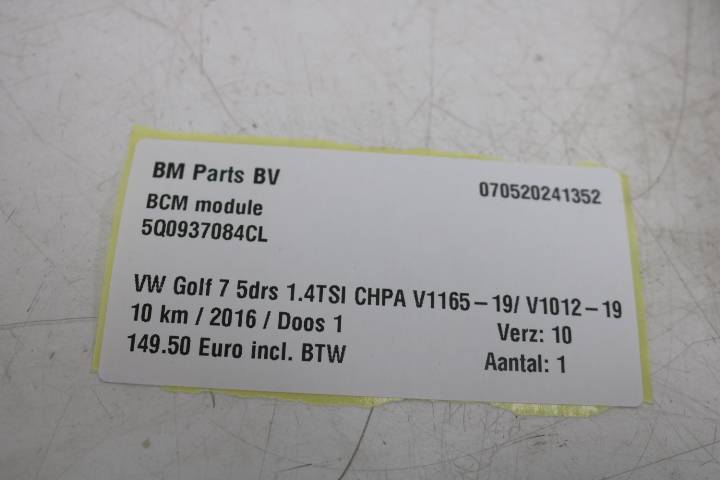 BM Parts BV
070520241352
BCM module
5Q0937084CL
VW Golf 7 5drs 1.4TSI CHPA V1165-19/ V1012-19
10 km / 2016 / Doos 1
Verz: 10
149.50 Euro incl. BTW
Aantal: 1